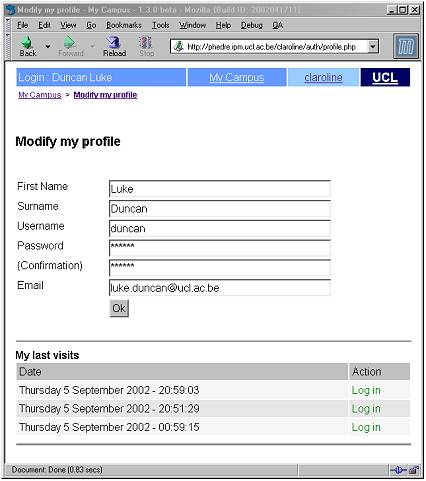 Modify my profile - My Campus - 1.3.0 beta - Mozilla {Build ID: 2002041711}
File Edit View Go Bookmarks Tools Window Help Debug QA
Back Forward Reload Stop http://phedre.ipm.ucl.ac.be/claroline/auth/profile.php
Login : Duncan Luke My Campus claroline UCL
My Campus > Modify my profile
Modify my profile
First Name Luke
Surname Duncan
Username duncan
Password ******
(Confirmation) ******
Email luke.duncan@ucl.ac.be
Ok
My last visits
Date Action
Thursday 5 September 2002 - 20:59:03 Log in
Thursday 5 September 2002 - 20:51:29 Log in
Thursday 5 September 2002 - 00:59:15 Log in
Document: Done (0.83 secs)